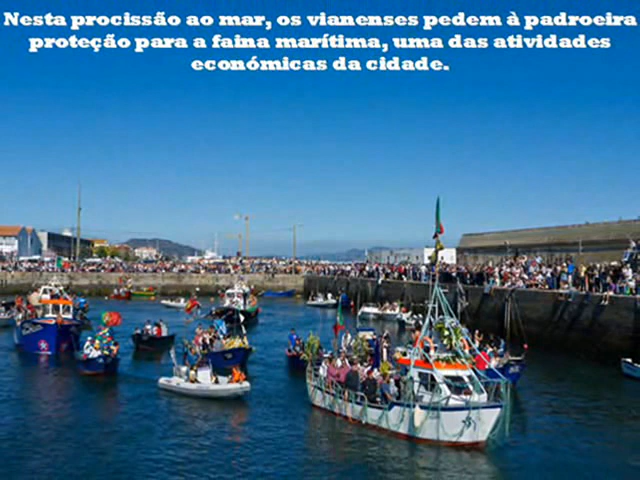 Nesta procissão ao mar, os vianenses pedem à padroeira
proteção para a faina marítima, uma das atividades
económicas da cidade.